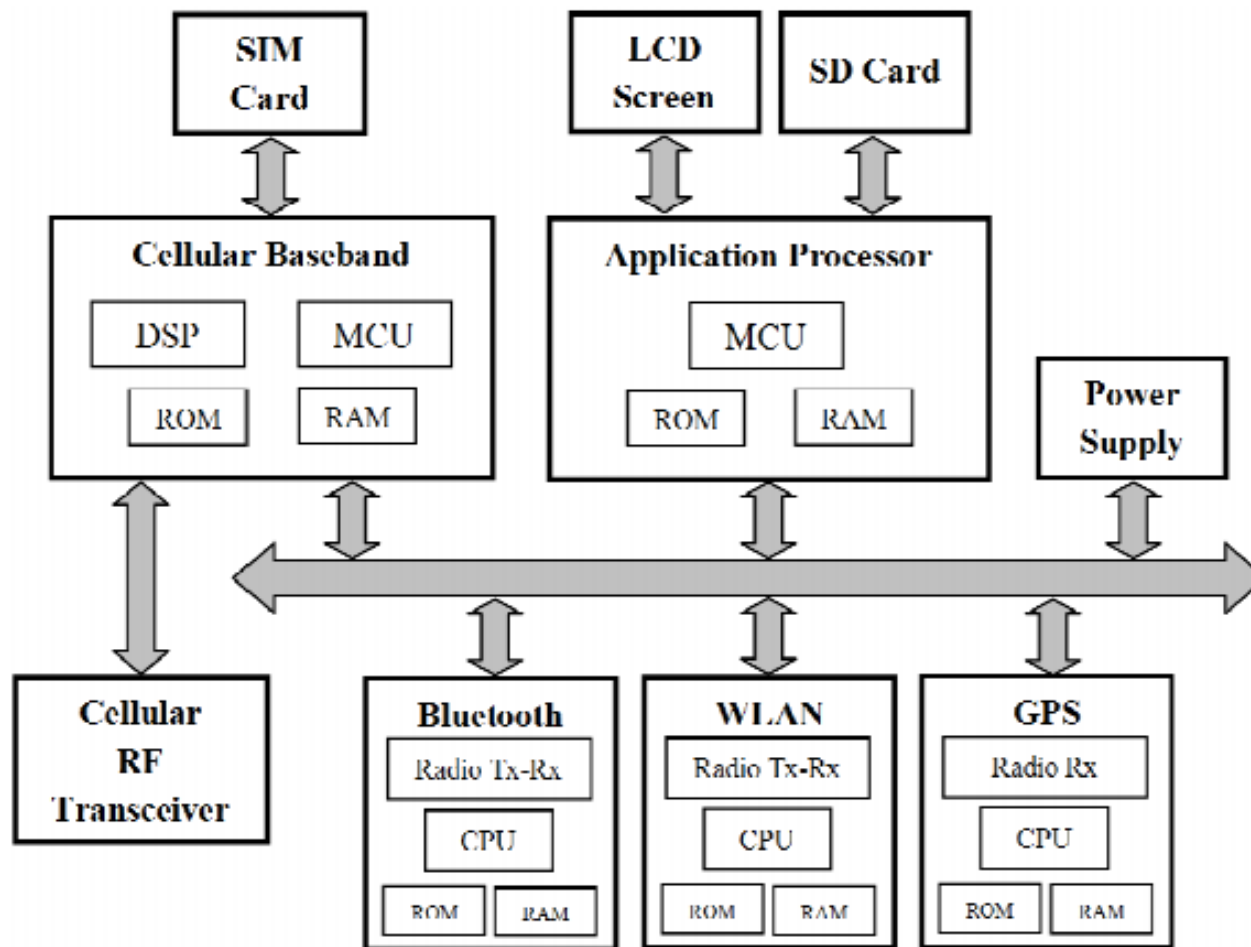 SIM
Card
LCD
Screen
SD Card
Cellular Baseband
DSP
MCU
ROM
RAM
Application Processor
MCU
ROM
RAM
Power
Supply
Cellular
RF
Transceiver
Bluetooth
Radio Tx-Rx
CPU
ROM
RAM
WLAN
Radio Tx-Rx
CPU
ROM
RAM
GPS
Radio Rx
CPU
ROM
RAM